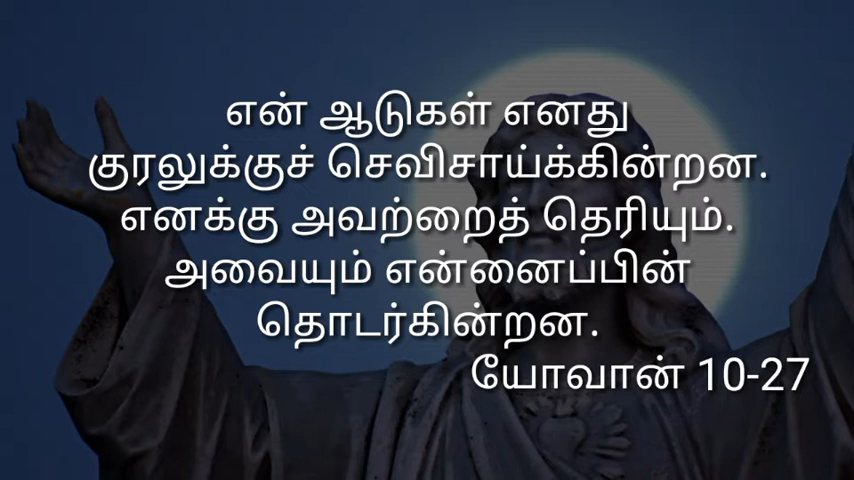 என் ஆடுகள் எனது
குரலுக்குச் செவிசாய்க்கின்றன.
எனக்கு அவற்றைத் தெரியும்.
அவையும் என்னைப்பின்
தொடர்கின்றன.
யோவான் 10-27